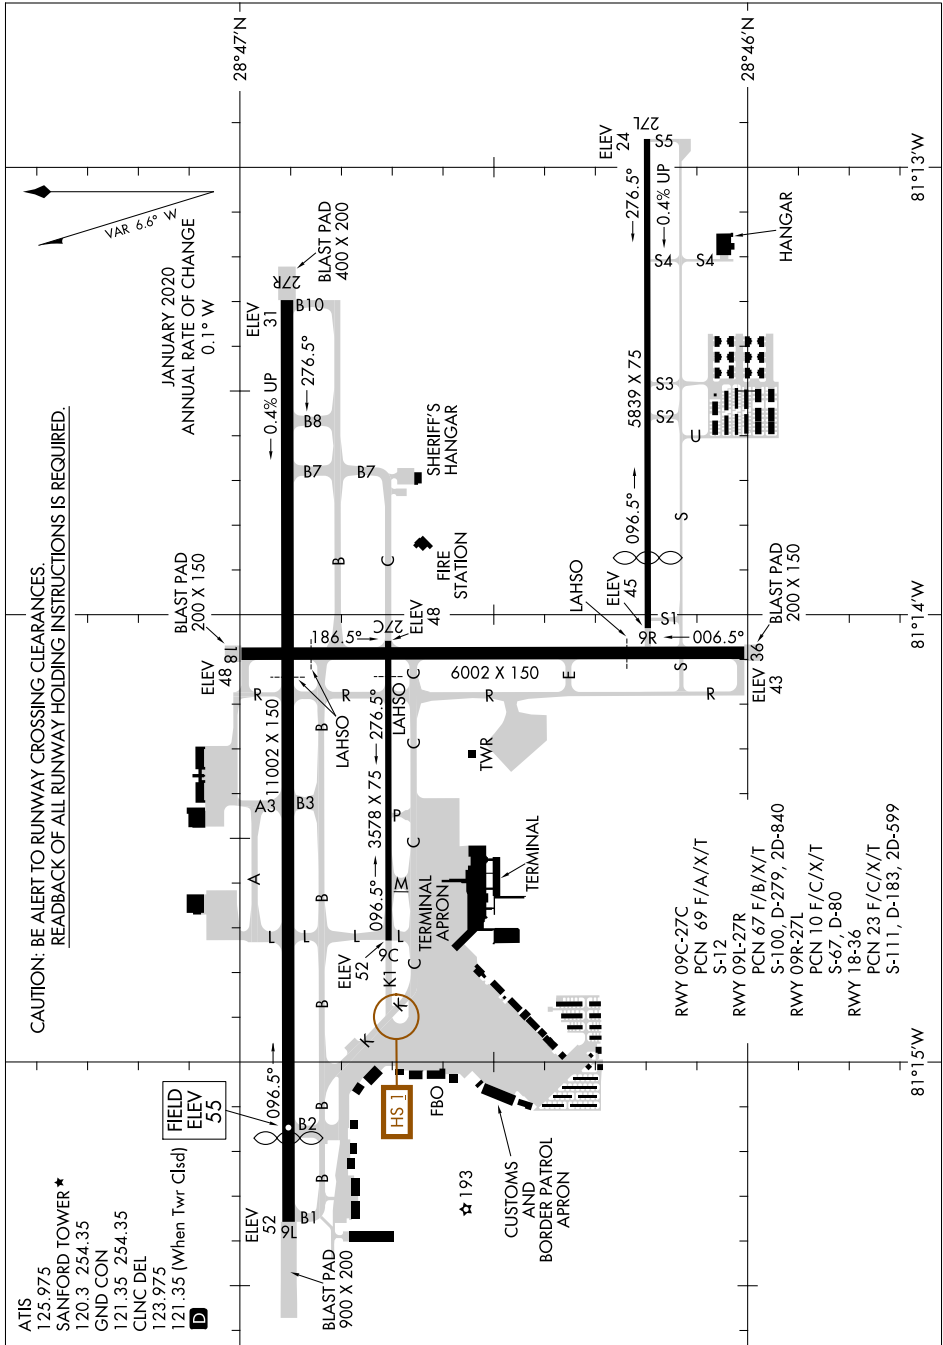 CAUTION: BE ALERT TO RUNWAY CROSSING CLEARANCES.
READBACK OF ALL RUNWAY HOLDING INSTRUCTIONS IS REQUIRED.
ATIS
125.975
SANFORD TOWER★
120.3 254.35
GND CON
121.35 254.35
CLNC DEL
123.975
121.35 (When Twr Clsd)
D
FIELD
ELEV
55
JANUARY 2020
ANNUAL RATE OF CHANGE
0.1° W
VAR 6.6° W
28°47'N
28°46'N
81°15'W
81°14'W
81°13'W
BLAST PAD
900 X 200
ELEV
52
9L
B1
B2
096.5°
B
B
B
B
B
B
A
A3
B3
11002 X 150
L
L
L
L
R
R
R
R
ELEV
48
18
BLAST PAD
200 X 150
LAHSO
LAHSO
186.5°
0.4% UP
276.5°
B7
B7
B8
B10
ELEV
31
27R
BLAST PAD
400 X 200
SHERIFF'S
HANGAR
FIRE
STATION
C
C
C
C
C
27C
ELEV
48
ELEV
52
9C
096.5°
3578 X 75
276.5°
K1
K
K
HS 1
M
P
TERMINAL
APRON
TERMINAL
TWR
FBO
193
CUSTOMS
AND
BORDER PATROL
APRON
6002 X 150
E
S
006.5°
36
ELEV
43
BLAST PAD
200 X 150
LAHSO
ELEV
45
9R
S1
096.5°
5839 X 75
276.5°
0.4% UP
ELEV
24
27L
S
S2
S3
S4
S4
S5
U
HANGAR
RWY 09C-27C
PCN 69 F/A/X/T
S-12
RWY 09L-27R
PCN 67 F/B/X/T
S-100, D-279, 2D-840
RWY 09R-27L
PCN 10 F/C/X/T
S-67, D-80
RWY 18-36
PCN 23 F/C/X/T
S-111, D-183, 2D-599